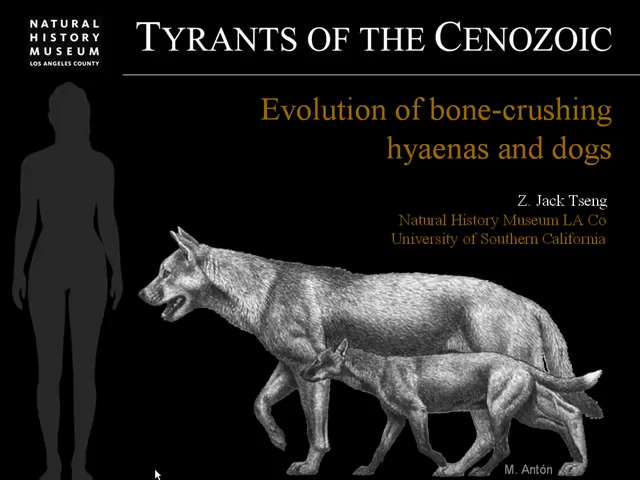 NATURAL
HISTORY
MUSEUM
LOS ANGELES COUNTY
TYRANTS OF THE CENOZOIC
Evolution of bone-crushing
hyaenas and dogs
Z. Jack Tseng
Natural History Museum LA Co
University of Southern California
M. Antón